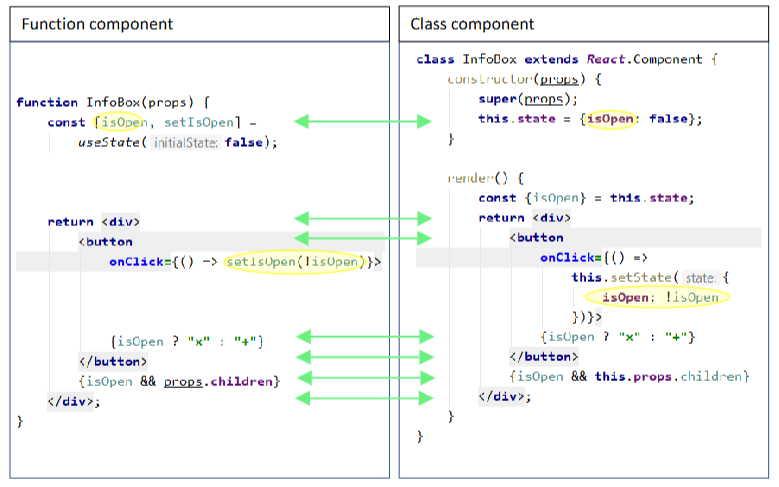 Function component
function InfoBox(props) {
const [isOpen, setIsOpen] =
useState( initialState: false);
return <div>
<button
onClick={() => setIsOpen(!isOpen)}>
{isOpen ? "x" : "+"}
</button>
{isOpen && props.children}
</div>;
}
Class component
class InfoBox extends React.Component {
constructor(props) {
super(props);
this.state = {isOpen: false};
}
render() {
const {isOpen} = this.state;
return <div>
<button
onClick={() =>
this.setState( state: {
isOpen: !isOpen
})}>
{isOpen ? "x" : "+"}
</button>
{isOpen && this.props.children}
</div>;
}
}